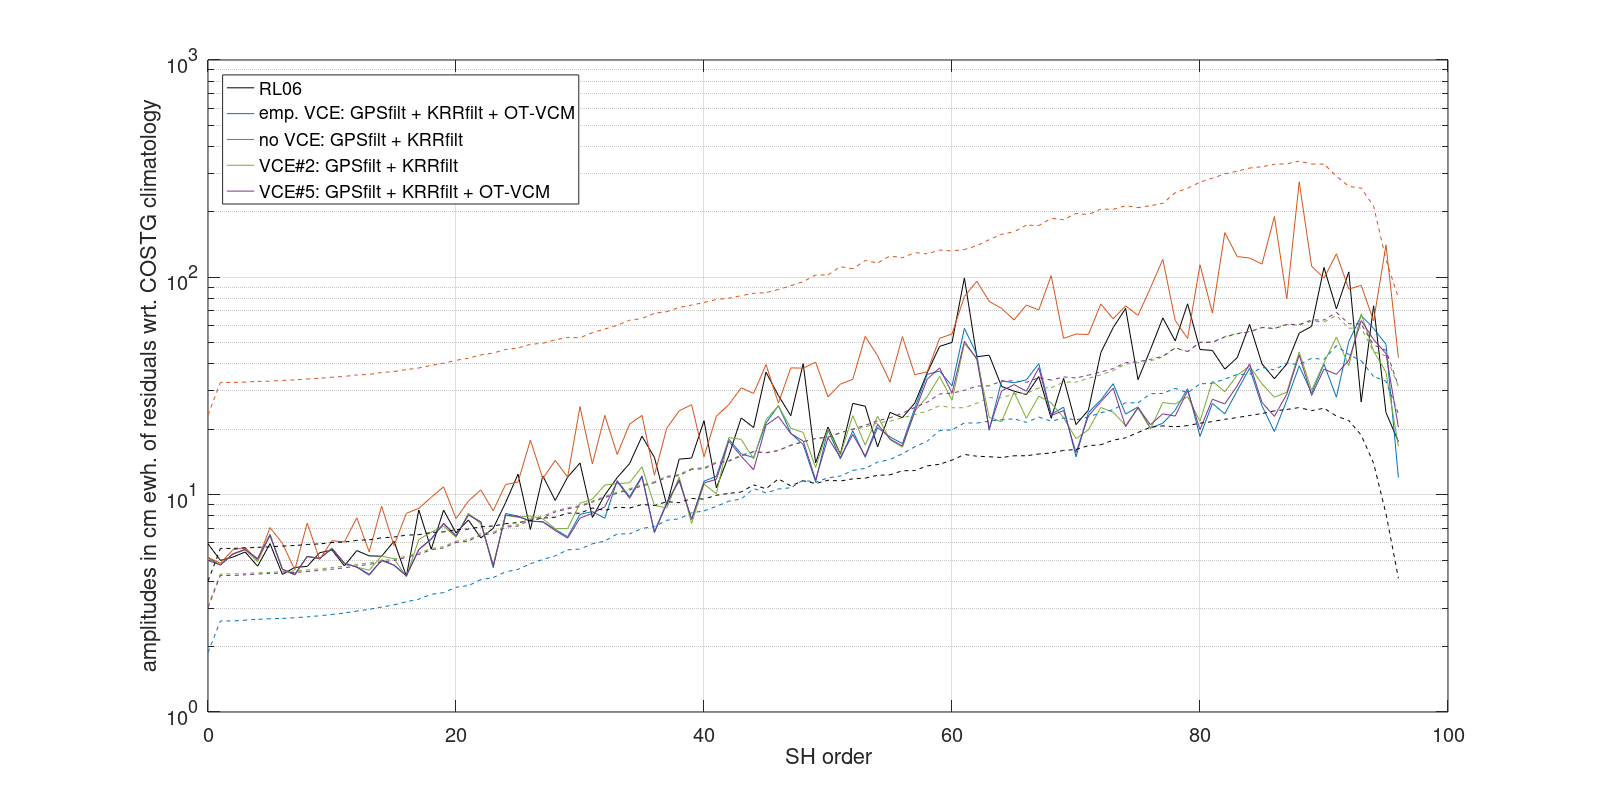 10^3
RL06
emp. VCE: GPSfilt + KRRfilt + OT-VCM
no VCE: GPSfilt + KRRfilt
VCE#2: GPSfilt + KRRfilt
VCE#5: GPSfilt + KRRfilt + OT-VCM
amplitudes in cm ewh. of residuals wrt. COSTG climatology
10^2
10^1
10^0
0 20 40 60 80 100
SH order